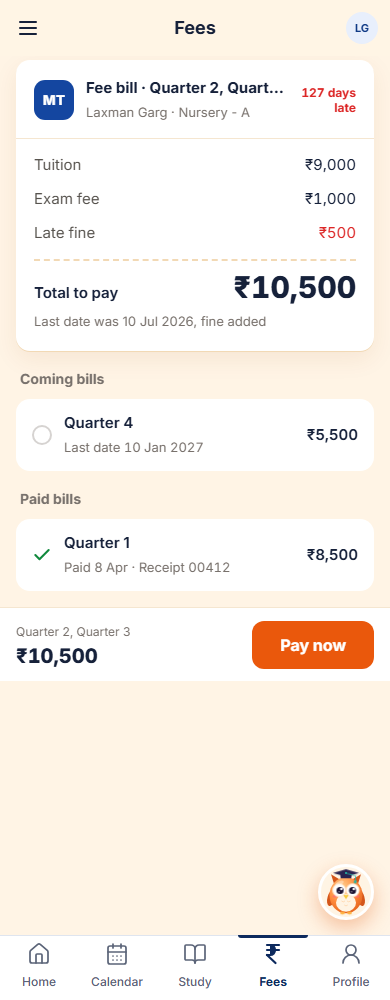 Fees
LG
MT
Fee bill · Quarter 2, Quart...
127 days
late
Laxman Garg · Nursery - A
Tuition
₹9,000
Exam fee
₹1,000
Late fine
₹500
Total to pay
₹10,500
Last date was 10 Jul 2026, fine added
Coming bills
Quarter 4
Last date 10 Jan 2027
₹5,500
Paid bills
Quarter 1
Paid 8 Apr · Receipt 00412
₹8,500
Quarter 2, Quarter 3
₹10,500
Pay now
Home
Calendar
Study
₹
Fees
Profile